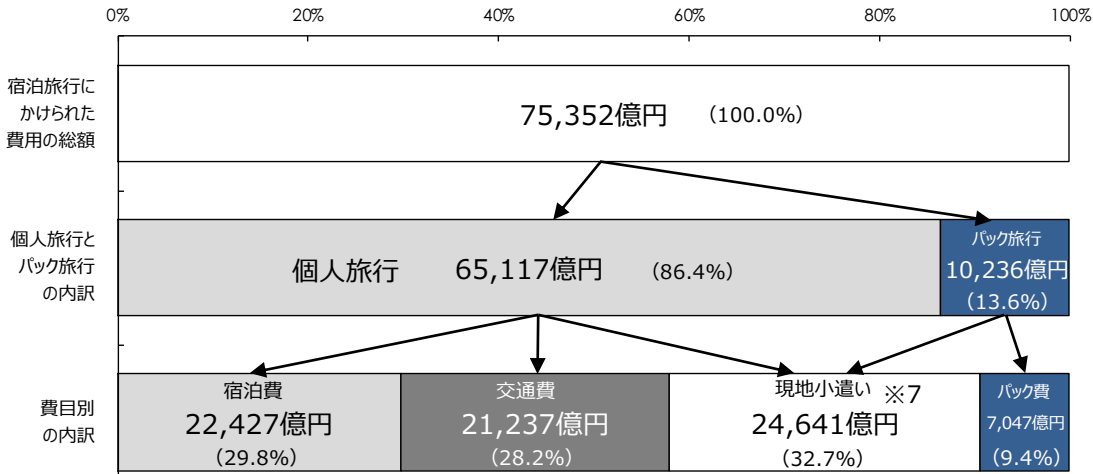 0% 20% 40% 60% 80% 100%
宿泊旅行に
かけられた
費用の総額
75,352億円 (100.0%)
個人旅行と
パック旅行
の内訳
個人旅行 65,117億円 (86.4%)
パック旅行
10,236億円
(13.6%)
費目別
の内訳
宿泊費
22,427億円
(29.8%)
交通費
21,237億円
(28.2%)
現地小遣い ※7
24,641億円
(32.7%)
パック費
7,047億円
(9.4%)